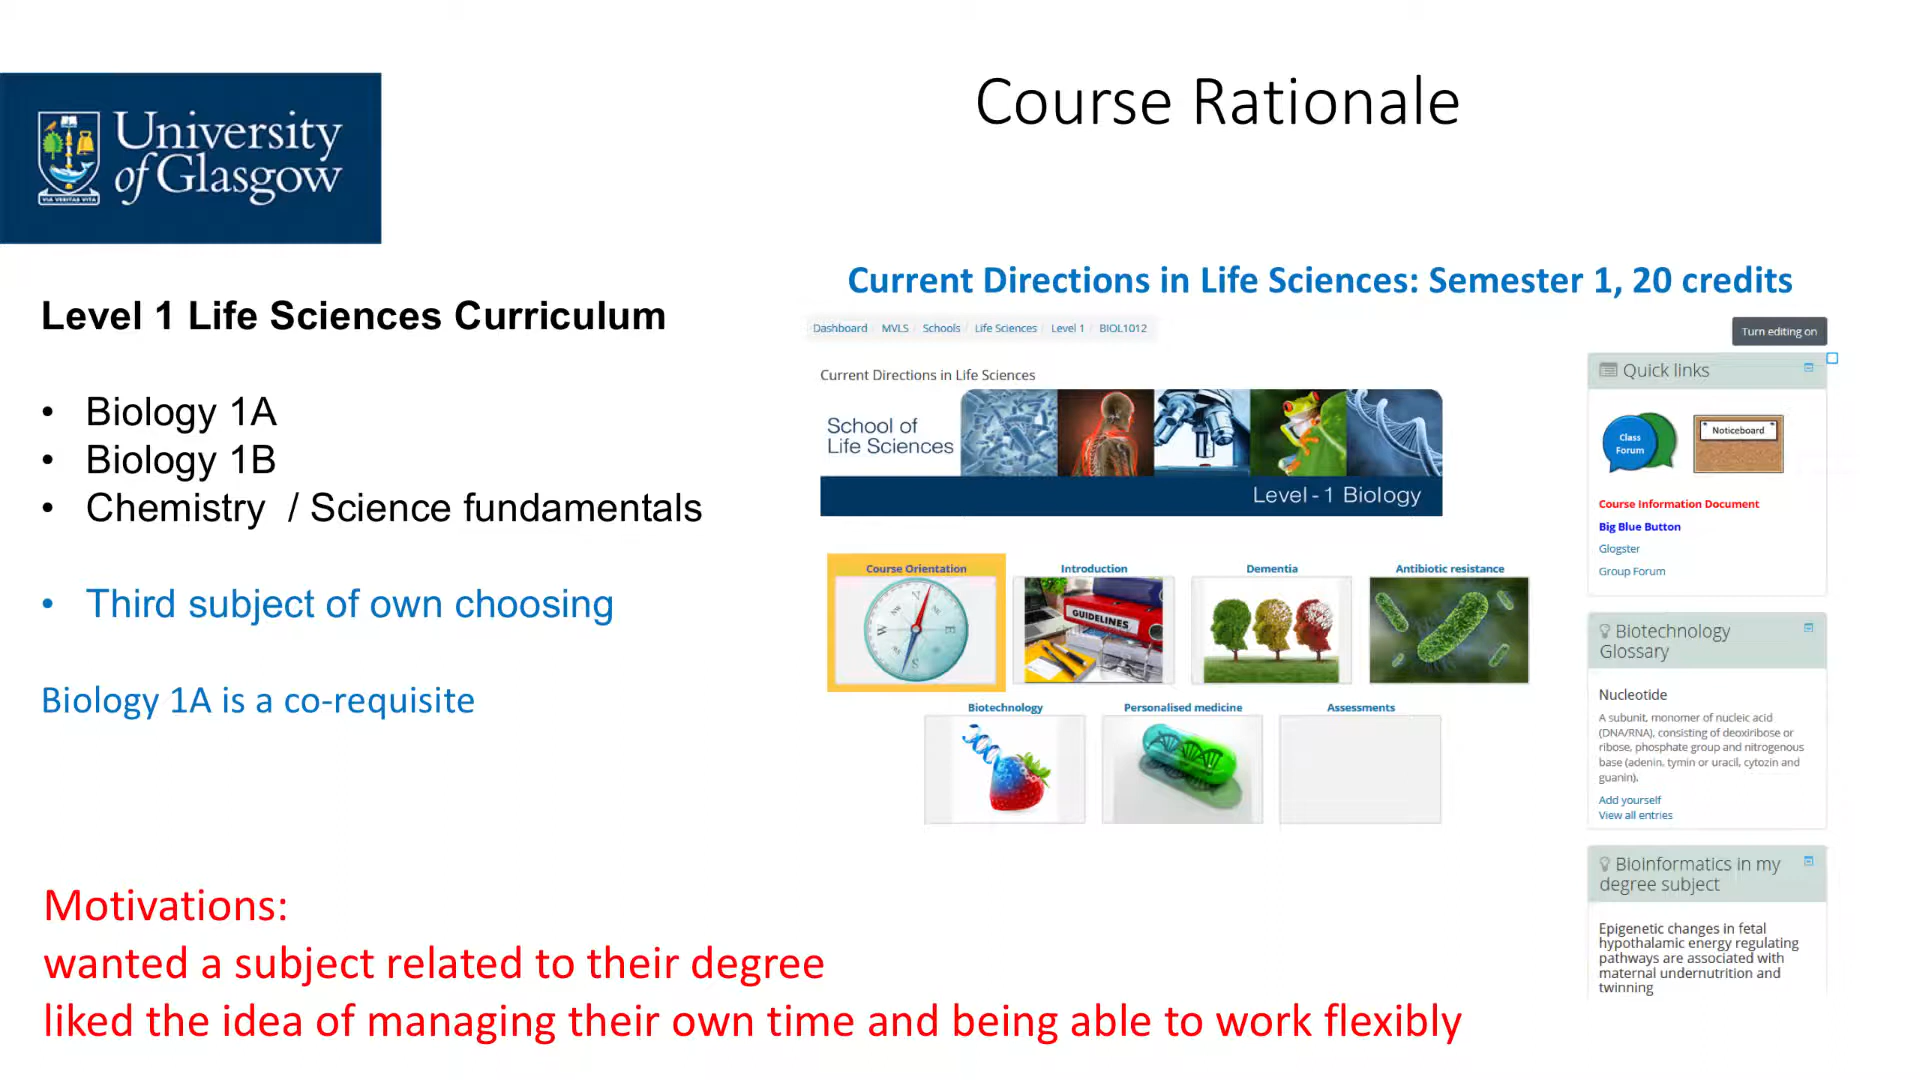 Course Rationale
University
of Glasgow
VIA VERITAS VITA
Level 1 Life Sciences Curriculum
• Biology 1A
• Biology 1B
• Chemistry / Science fundamentals
• Third subject of own choosing
Biology 1A is a co-requisite
Current Directions in Life Sciences: Semester 1, 20 credits
Dashboard / MVLS / Schools / Life Sciences / Level 1 / BIOL1012
Turn editing on
Current Directions in Life Sciences
School of
Life Sciences
Level - 1 Biology
Course Orientation
N
NE
E
S
W
NW
Introduction
GUIDELINES
Dementia
Antibiotic resistance
Biotechnology
Personalised medicine
Assessments
Quick links
Class
Forum
Noticeboard
Course Information Document
Big Blue Button
Glogster
Group Forum
Biotechnology
Glossary
Nucleotide
A subunit, monomer of nucleic acid
(DNA/RNA), consisting of deoxiribose or
ribose, phosphate group and nitrogenous
base (adenin, tymin or uracil, cytozin and
guanin).
Add yourself
View all entries
Bioinformatics in my
degree subject
Epigenetic changes in fetal
hypothalamic energy regulating
pathways are associated with
maternal undernutrition and
twinning
Motivations:
wanted a subject related to their degree
liked the idea of managing their own time and being able to work flexibly